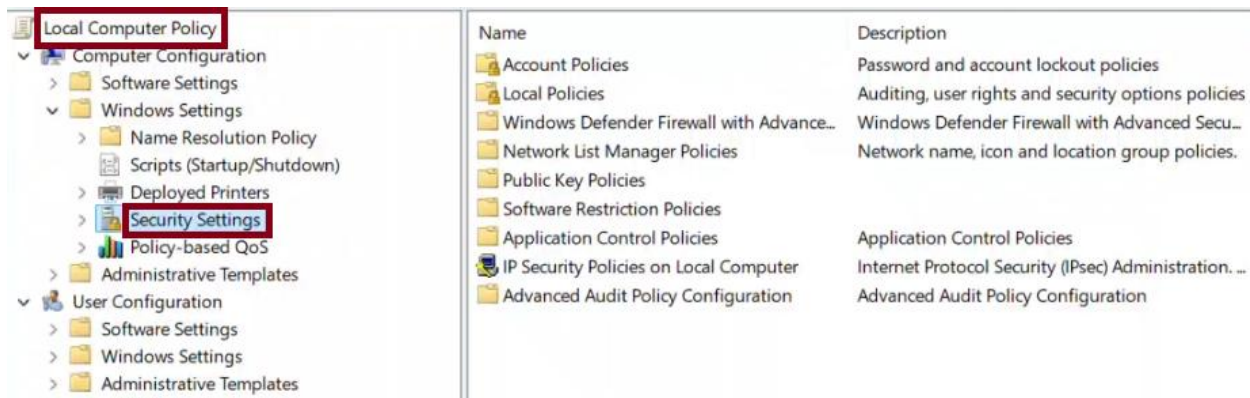 Local Computer Policy
Computer Configuration
Software Settings
Windows Settings
Name Resolution Policy
Scripts (Startup/Shutdown)
Deployed Printers
Security Settings
Policy-based QoS
Administrative Templates
User Configuration
Software Settings
Windows Settings
Administrative Templates
Name Description
Account Policies Password and account lockout policies
Local Policies Auditing, user rights and security options policies
Windows Defender Firewall with Advance... Windows Defender Firewall with Advanced Secu...
Network List Manager Policies Network name, icon and location group policies.
Public Key Policies
Software Restriction Policies
Application Control Policies Application Control Policies
IP Security Policies on Local Computer Internet Protocol Security (IPsec) Administration. ...
Advanced Audit Policy Configuration Advanced Audit Policy Configuration